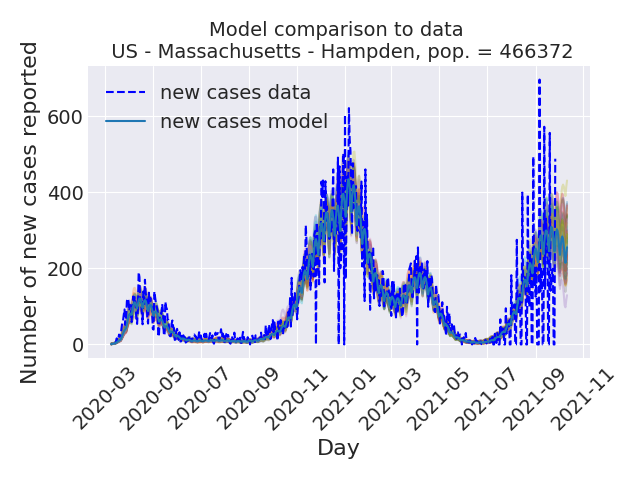 Model comparison to data
US - Massachusetts - Hampden, pop. = 466372
Number of new cases reported
600
400
200
0
new cases data
new cases model
2020-03
2020-05
2020-07
2020-09
2020-11
2021-01
2021-03
2021-05
2021-07
2021-09
2021-11
Day